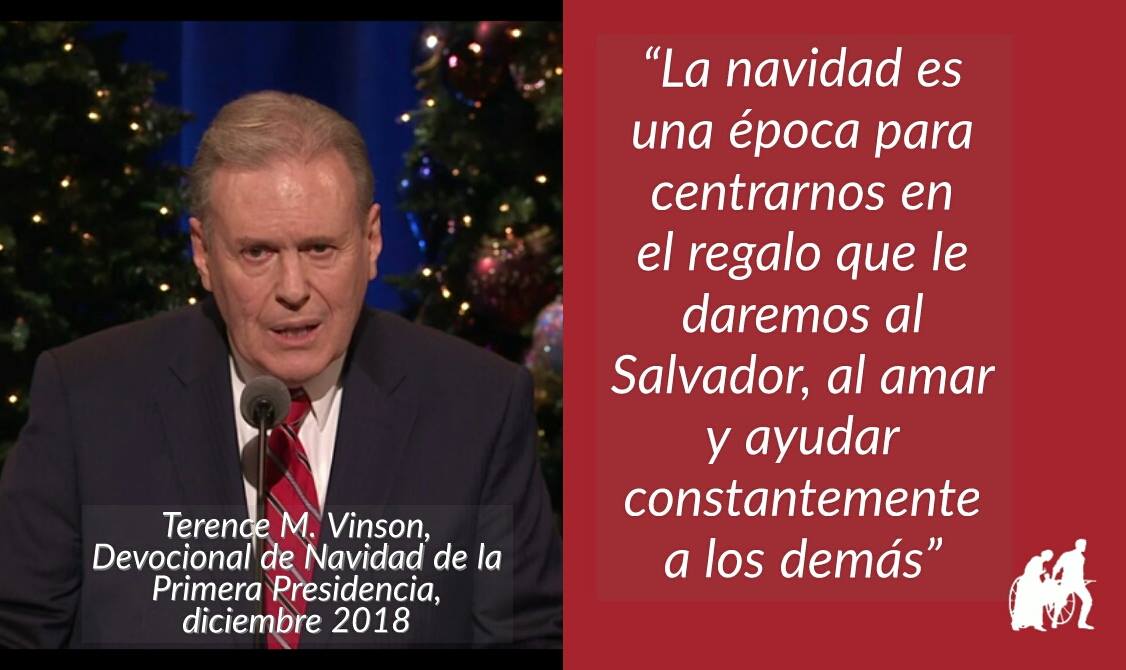 Terence M. Vinson,
Devocional de Navidad de la
Primera Presidencia,
diciembre 2018
“La navidad es
una época para
centrarnos en
el regalo que le
daremos al
Salvador, al amar
y ayudar
constantemente
a los demás”